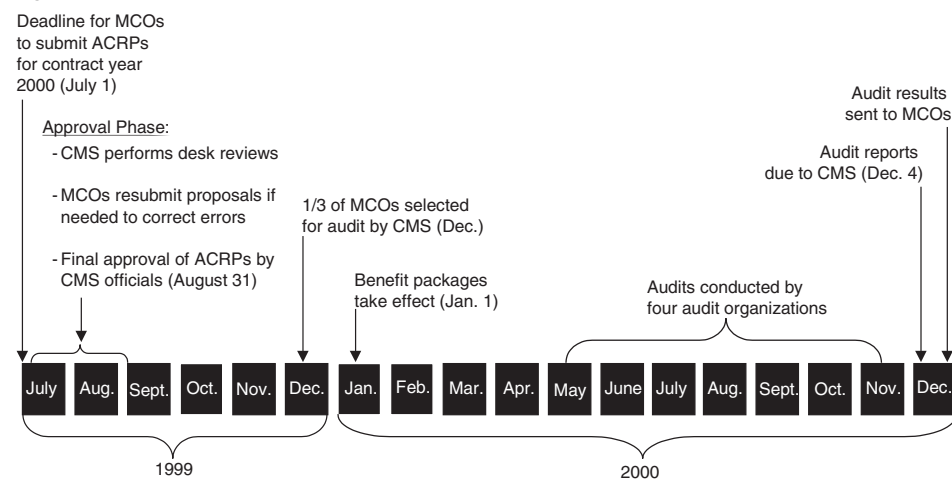 Deadline for MCOs
to submit ACRPs
for contract year
2000 (July 1)
Approval Phase:
- CMS performs desk reviews
- MCOs resubmit proposals if
needed to correct errors
- Final approval of ACRPs by
CMS officials (August 31)
1/3 of MCOs selected
for audit by CMS (Dec.)
Benefit packages
take effect (Jan. 1)
Audits conducted by
four audit organizations
Audit reports
due to CMS (Dec. 4)
Audit results
sent to MCOs
July Aug. Sept. Oct. Nov. Dec. Jan. Feb. Mar. Apr. May June July Aug. Sept. Oct. Nov. Dec.
1999 2000